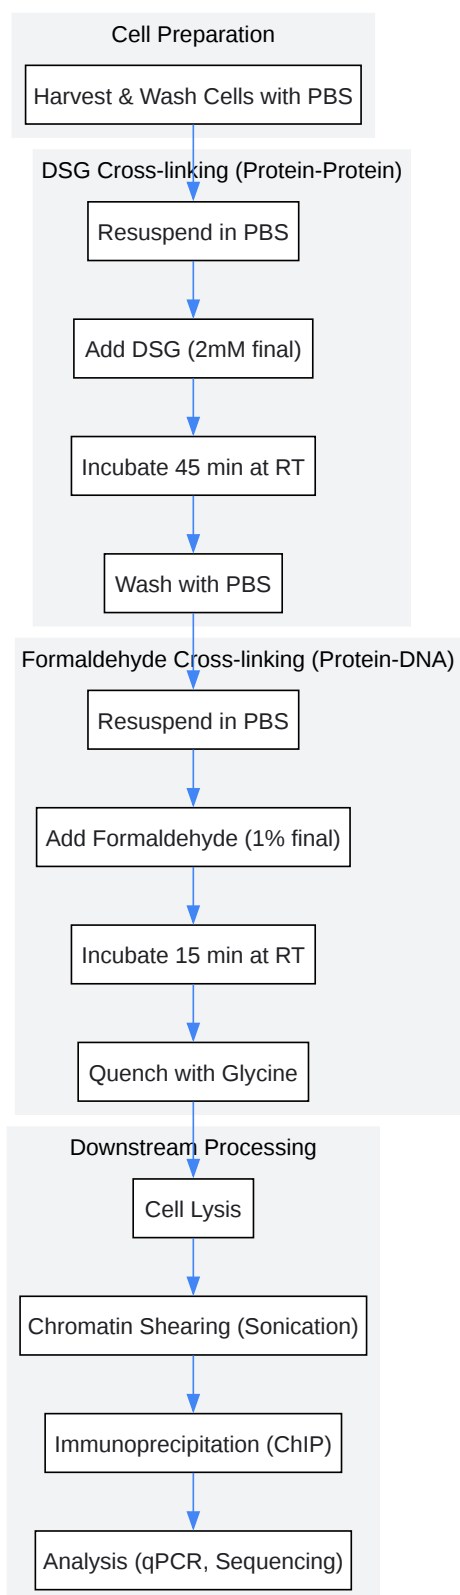 Cell Preparation
Harvest & Wash Cells with PBS
DSG Cross-linking (Protein-Protein)
Resuspend in PBS
Add DSG (2mM final)
Incubate 45 min at RT
Wash with PBS
Formaldehyde Cross-linking (Protein-DNA)
Resuspend in PBS
Add Formaldehyde (1% final)
Incubate 15 min at RT
Quench with Glycine
Downstream Processing
Cell Lysis
Chromatin Shearing (Sonication)
Immunoprecipitation (ChIP)
Analysis (qPCR, Sequencing)